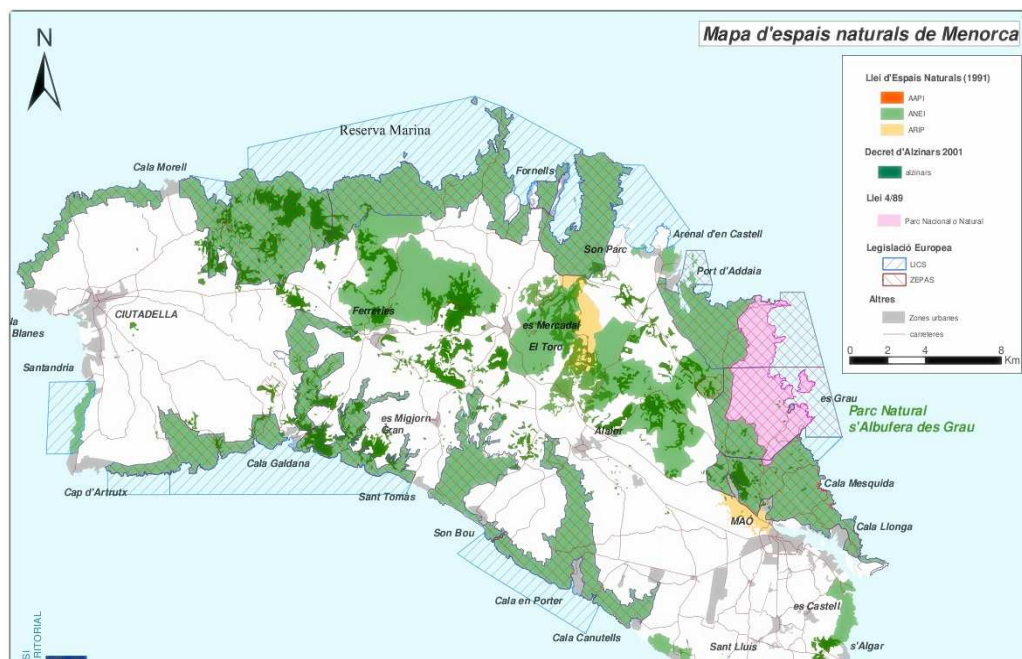 Mapa d'espais naturals de Menorca
N
Llei d'Espais Naturals (1991)
AAPI
ANEI
ARIP
Decret d'Alzinars 2001
alzinars
Llei 4/89
Parc Nacional o Natural
Legislació Europea
LICS
ZEPAS
Altres
Zones urbanes
carreteres
0 2 4 8
Km
Reserva Marina
Cala Morell
Fornells
Son Parc
Arenal d'en Castell
Port d'Addaia
la
Blanes
CIUTADELLA
Ferreries
es Mercadal
El Toro
Santandria
es Grau
Parc Natural
s'Albufera des Grau
es Migjorn
Gran
Alaior
Cala Galdana
Cap d'Artrutx
Sant Tomàs
Cala Mesquida
MAÓ
Cala Llonga
Son Bou
Cala en Porter
es Castell
Cala Canutells
Sant Lluís
s'Algar
SI
RITORIAL